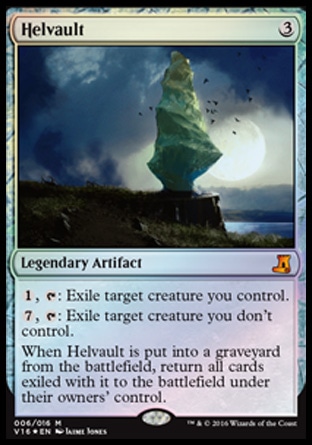 Helvault 3
Legendary Artifact
1, : Exile target creature you control.
7, : Exile target creature you don't
control.
When Helvault is put into a graveyard
from the battlefield, return all cards
exiled with it to the battlefield under
their owners' control.
006/016 M
V16 ★ EN Jaime Jones
™ & © 2016 Wizards of the Coast